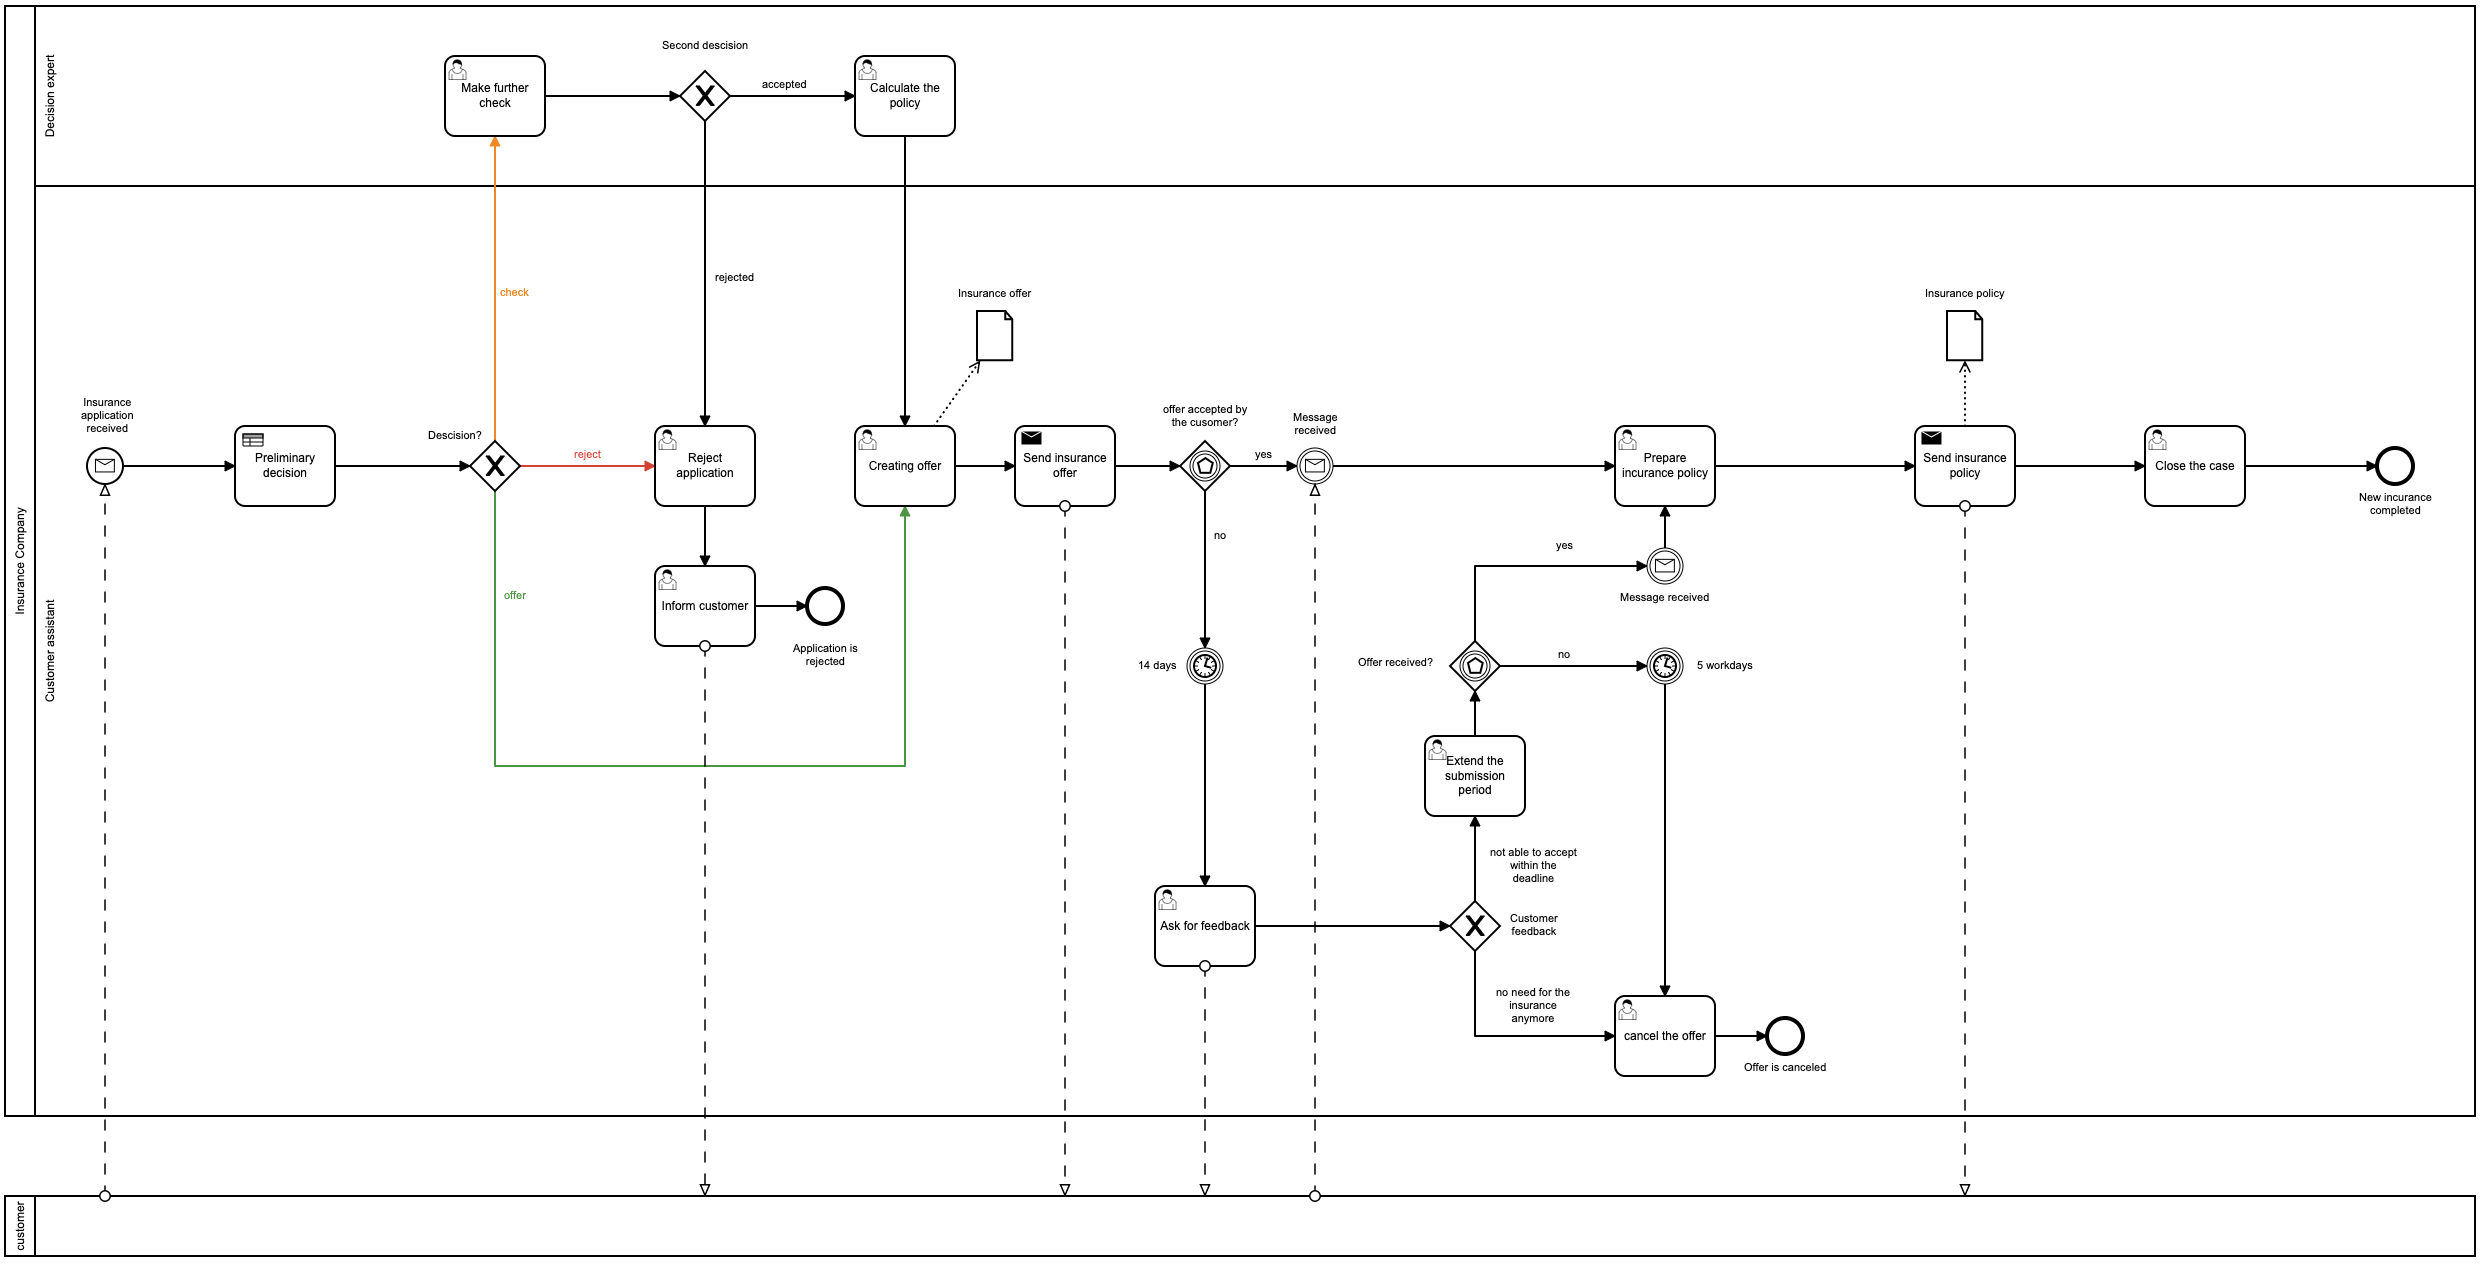 Insurance Company
Decision expert
Second descision
Make further
check
accepted
Calculate the
policy
Customer assistant
check
rejected
Insurance offer
Insurance policy
Insurance
application
received
Preliminary
decision
Descision?
reject
Reject
application
Creating offer
Send insurance
offer
offer accepted by
the cusomer?
yes
Message
received
Prepare
incurance policy
Send insurance
policy
Close the case
New incurance
completed
no
yes
offer
Inform customer
Application is
rejected
Message received
14 days
Offer received?
no
5 workdays
Extend the
submission
period
not able to accept
within the
deadline
Ask for feedback
Customer
feedback
no need for the
insurance
anymore
cancel the offer
Offer is canceled
customer